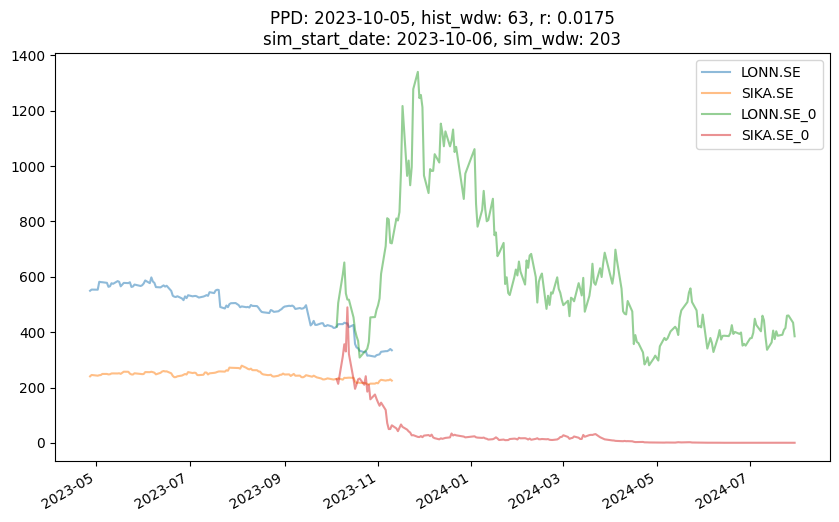 PPD: 2023-10-05, hist_wdw: 63, r: 0.0175
sim_start_date: 2023-10-06, sim_wdw: 203
1400
1200
1000
800
600
400
200
0
LONN.SE
SIKA.SE
LONN.SE_0
SIKA.SE_0
2023-05
2023-07
2023-09
2023-11
2024-01
2024-03
2024-05
2024-07